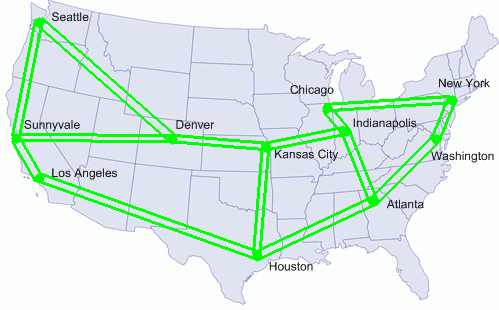 Seattle
Chicago
New York
Sunnyvale
Denver
Indianapolis
Kansas City
Washington
Los Angeles
Atlanta
Houston